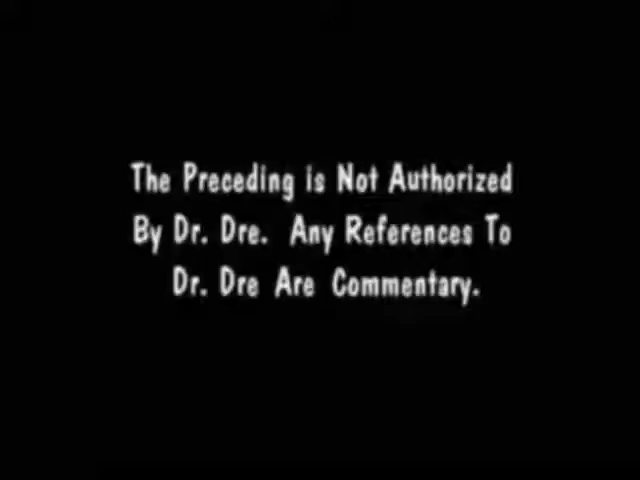 The Preceding is Not Authorized
By Dr. Dre. Any References To
Dr. Dre Are Commentary.